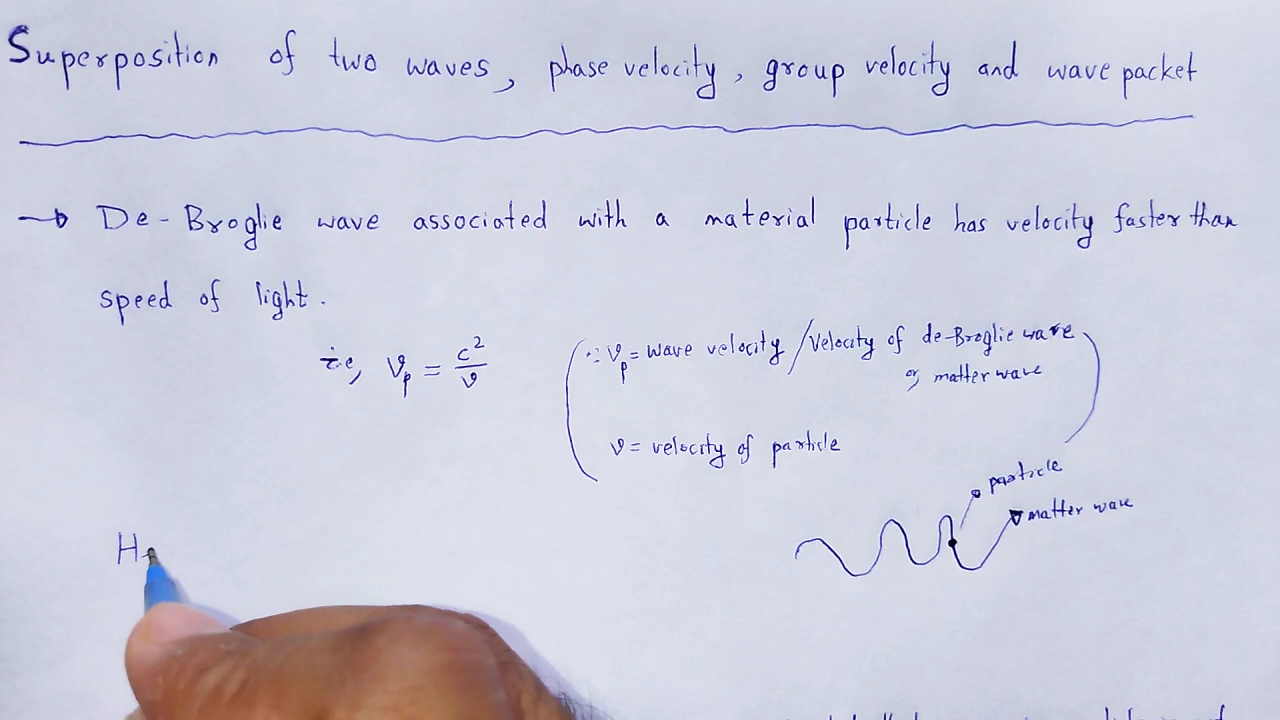 Superposition of two waves, phase velocity, group velocity and wave packet
→ De-Broglie wave associated with a material particle has velocity faster than
speed of light.
i.e, v_p = c²/v
(∵ v_p = wave velocity / velocity of de-Broglie wave
or, matter wave
v = velocity of particle)
particle
matter wave
H